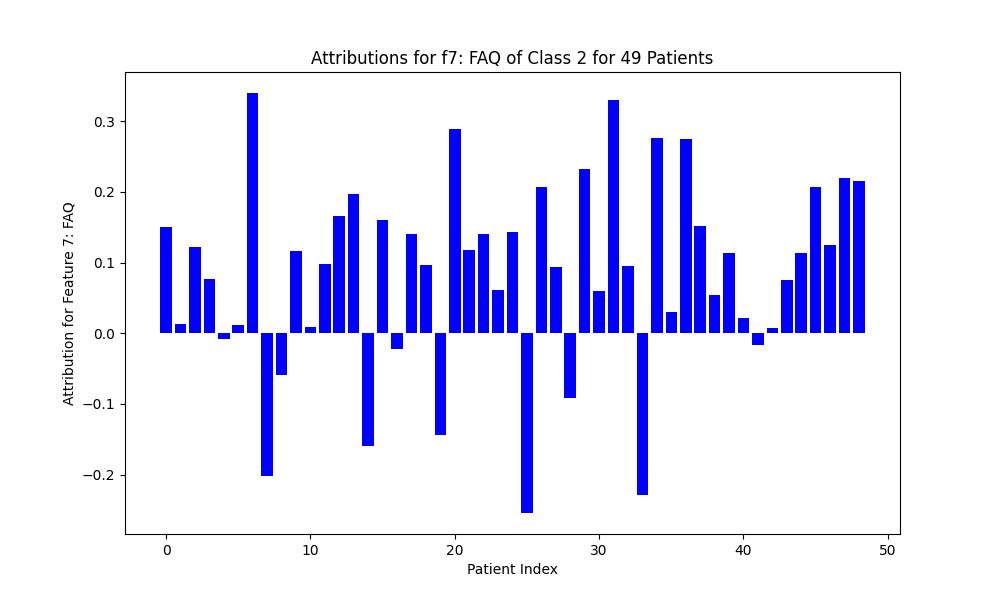 Attributions for f7: FAQ of Class 2 for 49 Patients
Attribution for Feature 7: FAQ
0.3
0.2
0.1
0.0
−0.1
−0.2
0 10 20 30 40 50
Patient Index